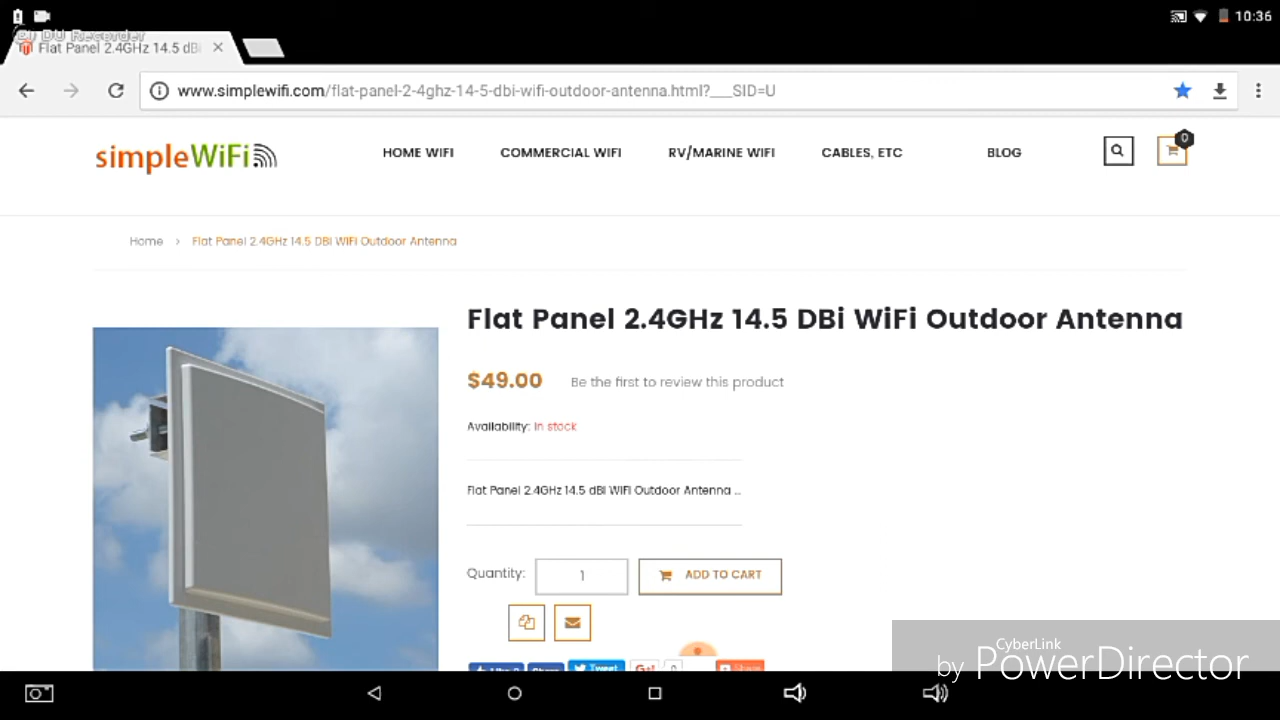 10:36
DU Recorder
Flat Panel 2.4GHz 14.5 dBi
www.simplewifi.com/flat-panel-2-4ghz-14-5-dbi-wifi-outdoor-antenna.html?___SID=U
simpleWiFi
HOME WIFI
COMMERCIAL WIFI
RV/MARINE WIFI
CABLES, ETC
BLOG
0
Home > Flat Panel 2.4GHz 14.5 DBi WiFi Outdoor Antenna
Flat Panel 2.4GHz 14.5 DBi WiFi Outdoor Antenna
$49.00
Be the first to review this product
Availability: In stock
Flat Panel 2.4GHz 14.5 dBi WiFi Outdoor Antenna ...
Quantity: 1
ADD TO CART
Share
Tweet
G+
0
Share
CyberLink
by PowerDirector